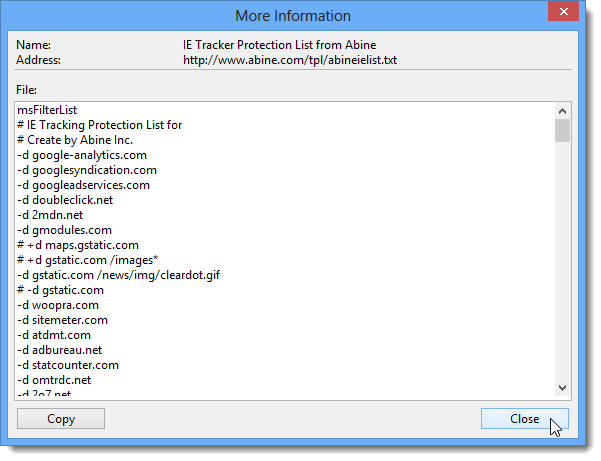 More Information
Name: IE Tracker Protection List from Abine
Address: http://www.abine.com/tpl/abineielist.txt
File:
msFilterList
# IE Tracking Protection List for
# Create by Abine Inc.
-d google-analytics.com
-d googlesyndication.com
-d googleadservices.com
-d doubleclick.net
-d 2mdn.net
-d gmodules.com
# +d maps.gstatic.com
# +d gstatic.com /images*
-d gstatic.com /news/img/cleardot.gif
# -d gstatic.com
-d woopra.com
-d sitemeter.com
-d atdmt.com
-d adbureau.net
-d statcounter.com
-d omtrdc.net
-d 2o7.net
Copy Close